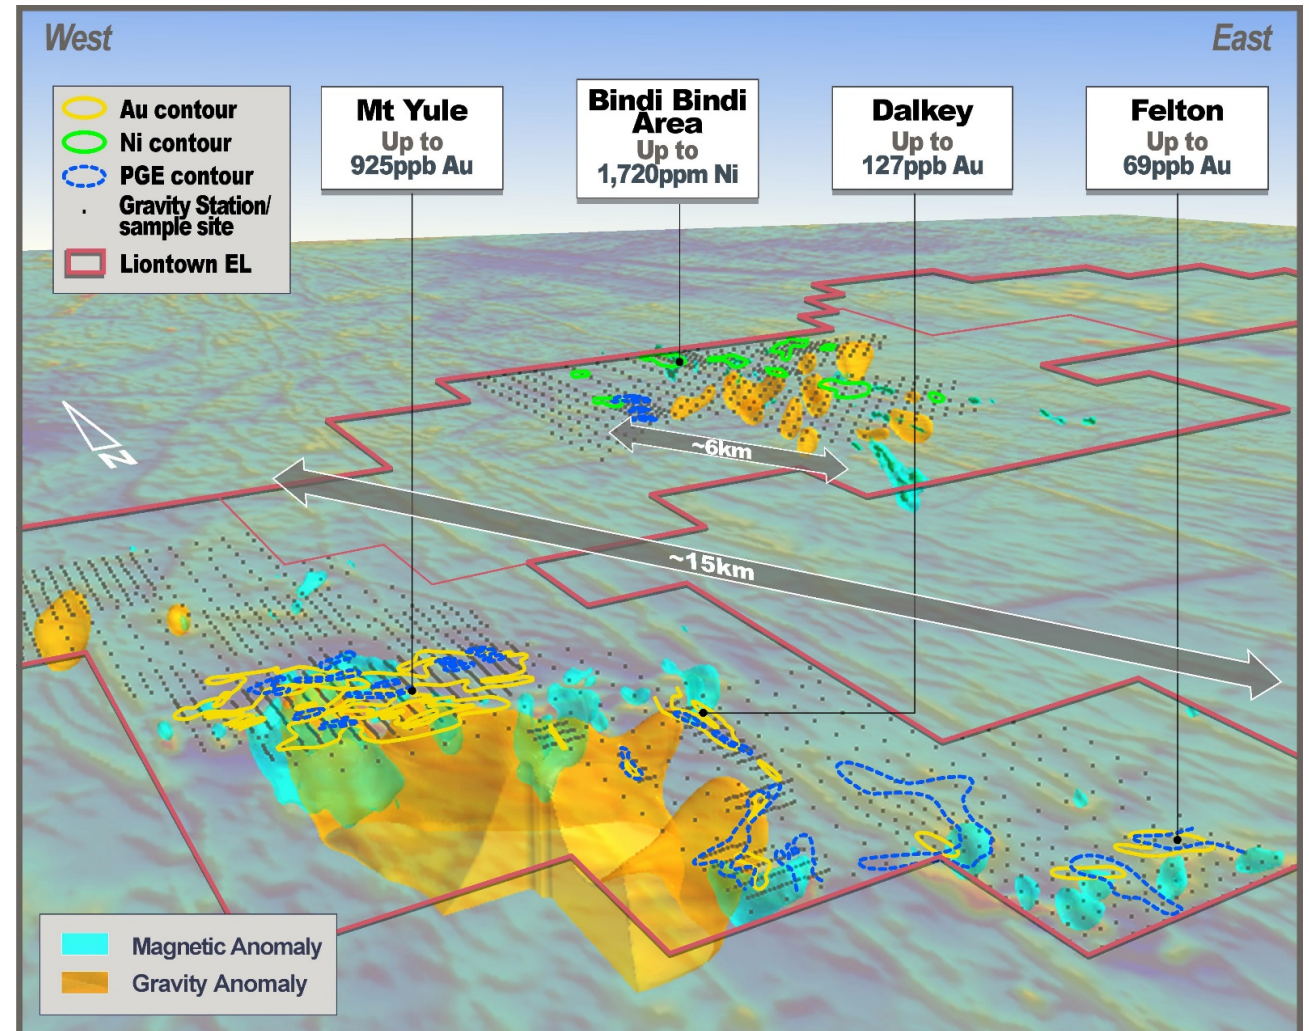 West
East
Au contour
Ni contour
PGE contour
Gravity Station/
sample site
Liontown EL
Mt Yule
Up to
925ppb Au
Bindi Bindi
Area
Up to
1,720ppm Ni
Dalkey
Up to
127ppb Au
Felton
Up to
69ppb Au
N
~6km
~15km
Magnetic Anomaly
Gravity Anomaly